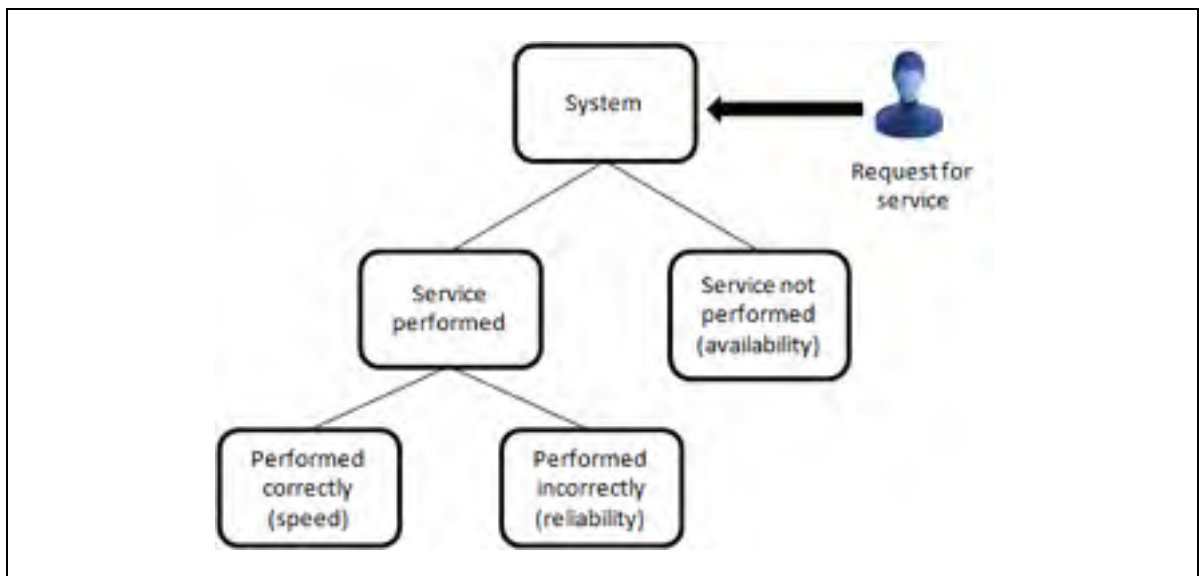 System
Request for
service
Service
performed
Service not
performed
(availability)
Performed
correctly
(speed)
Performed
incorrectly
(reliability)